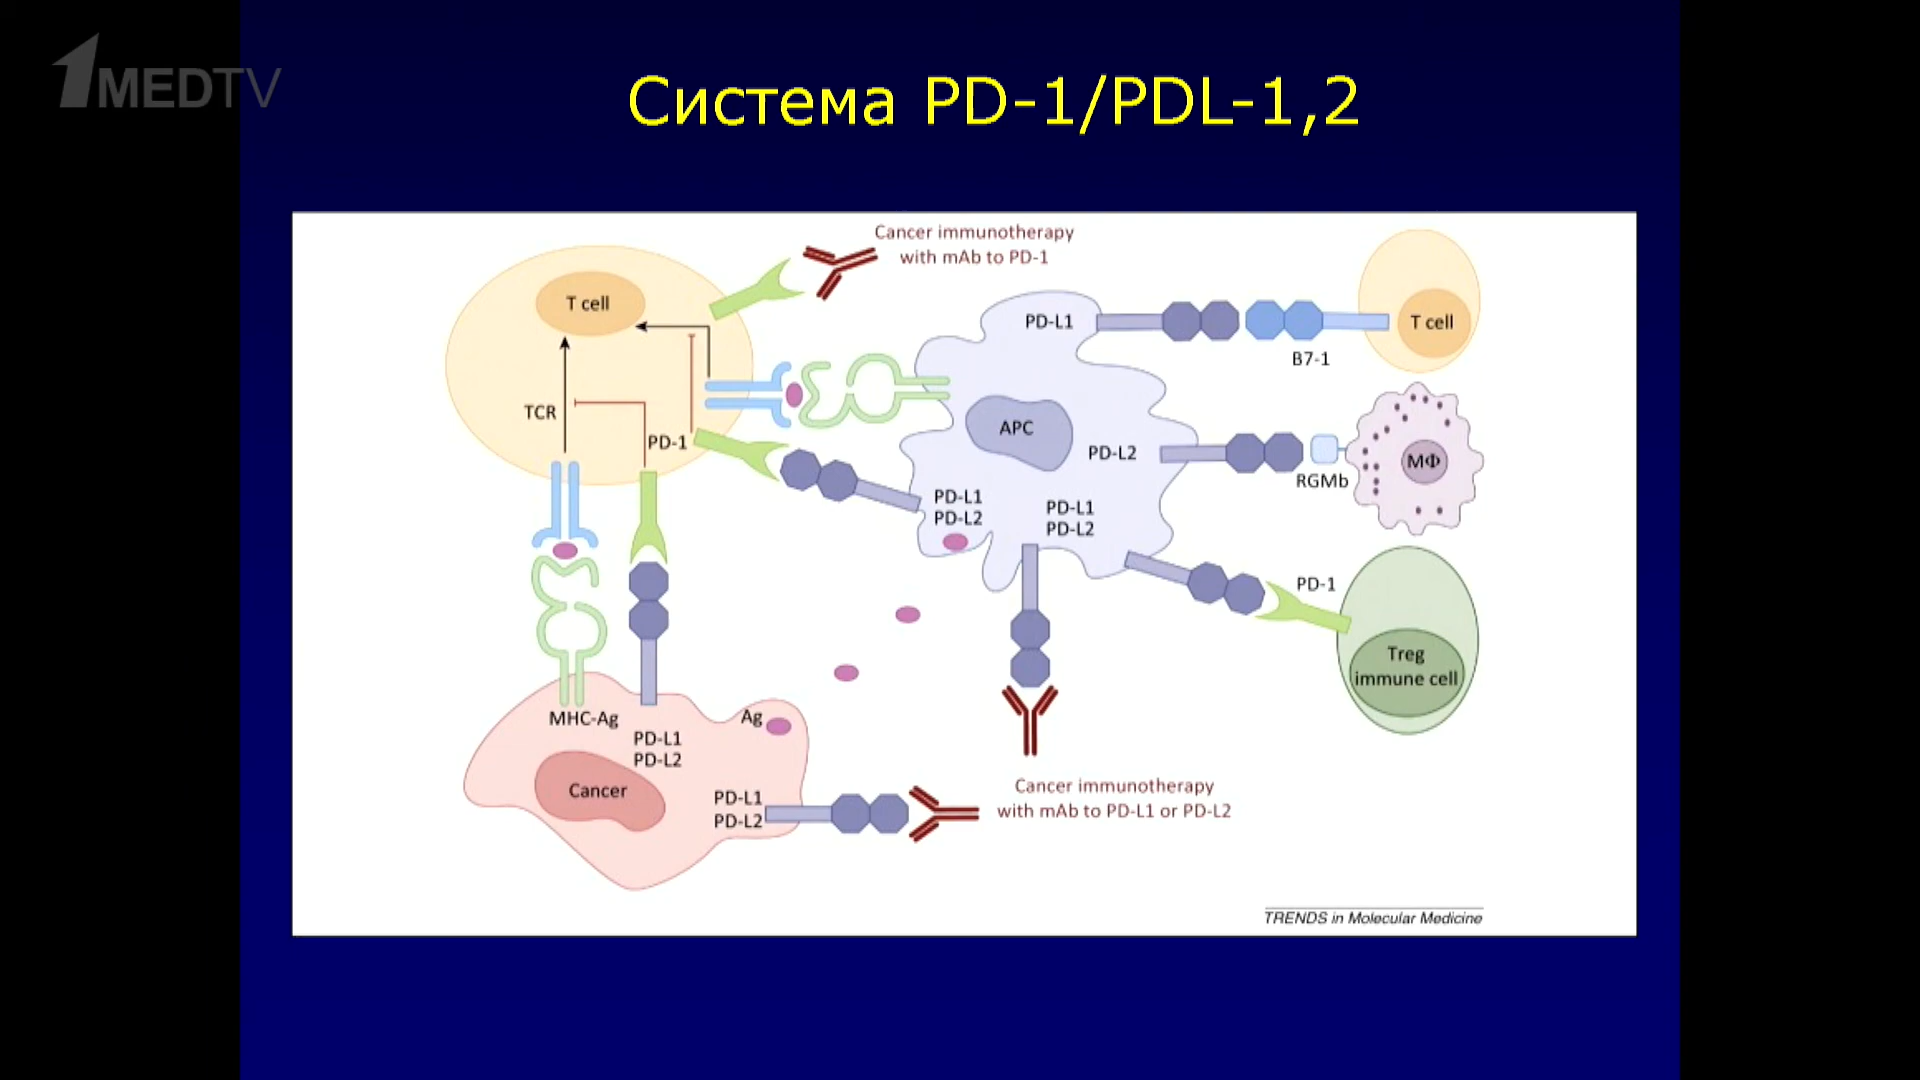 1MEDTV
Система PD-1/PDL-1,2
Cancer immunotherapy
with mAb to PD-1
T cell
PD-L1
T cell
B7-1
TCR
PD-1
APC
PD-L2
MΦ
RGMb
PD-L1
PD-L2
PD-L1
PD-L2
PD-1
Treg
immune cell
MHC-Ag
Ag
PD-L1
PD-L2
Cancer
PD-L1
PD-L2
Cancer immunotherapy
with mAb to PD-L1 or PD-L2
TRENDS in Molecular Medicine